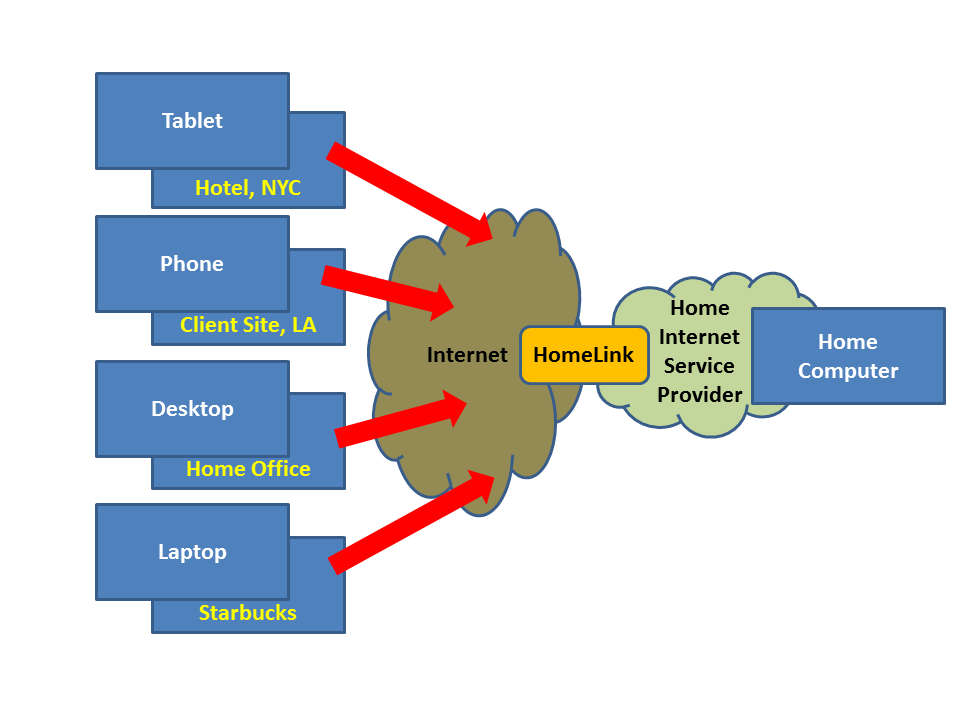 Tablet
Hotel, NYC
Phone
Client Site, LA
Desktop
Home Office
Laptop
Starbucks
Internet
HomeLink
Home
Internet
Service
Provider
Home
Computer